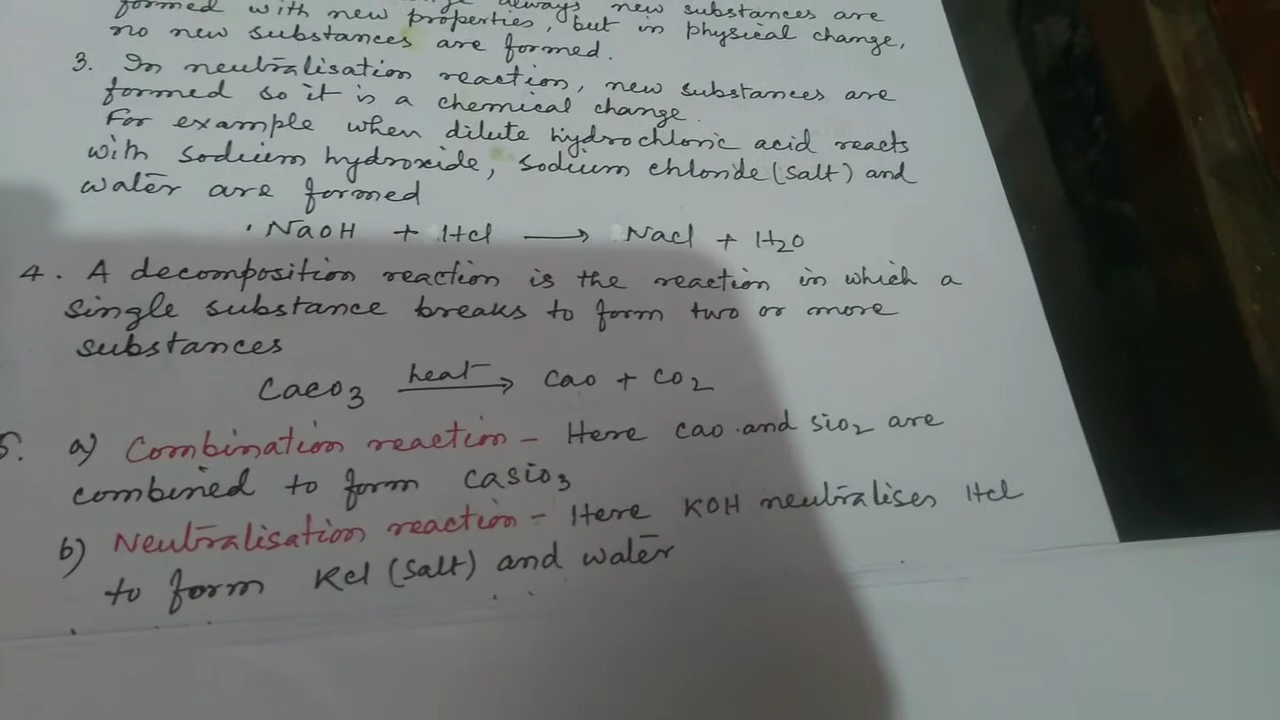 always new substances are
formed with new properties, but in physical change,
no new substances are formed.
3. In neutralisation reaction, new substances are
formed so it is a chemical change.
For example when dilute hydrochloric acid reacts
with sodium hydroxide, sodium chloride (salt) and
water are formed
NaOH + Hcl → Nacl + H2O
4. A decomposition reaction is the reaction in which a
single substance breaks to form two or more
substances
Caco3 heat → cao + co2
5. a) Combination reaction - Here cao and sio2 are
combined to form casio3
b) Neutralisation reaction - Here KOH neutralises Hcl
to form Kcl (salt) and water